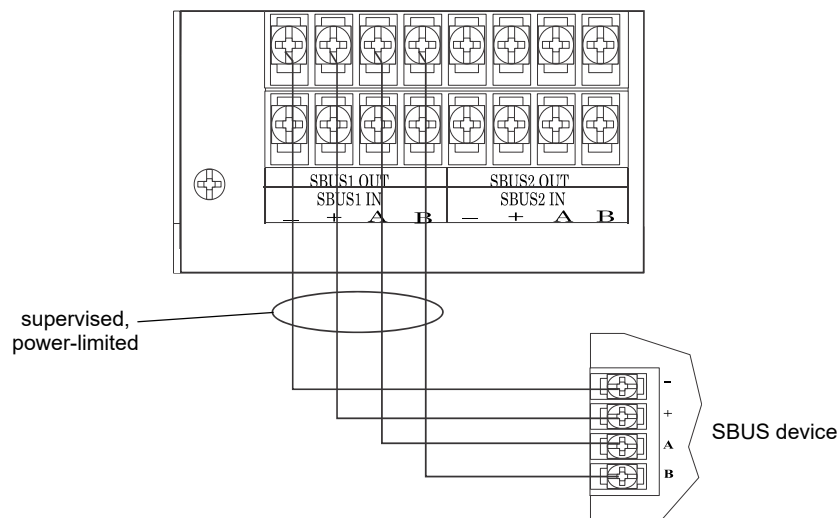 SBUS1 OUT SBUS2 OUT
SBUS1 IN SBUS2 IN
– + A B – + A B
supervised,
power-limited
–
+
A
B
SBUS device